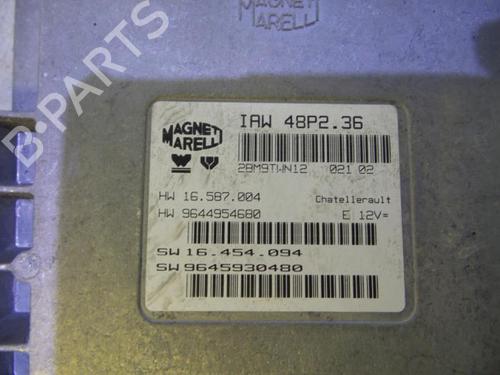 MAGNETI
MARELLI
MAGNETI
MARELLI
IAW 48P2.36
2BM9TWN12 021 02
HW 16.587.004 Chatellerault
HW 9644954680 E 12V=
SW 16.454.094
SW 9645930480
B-PARTS